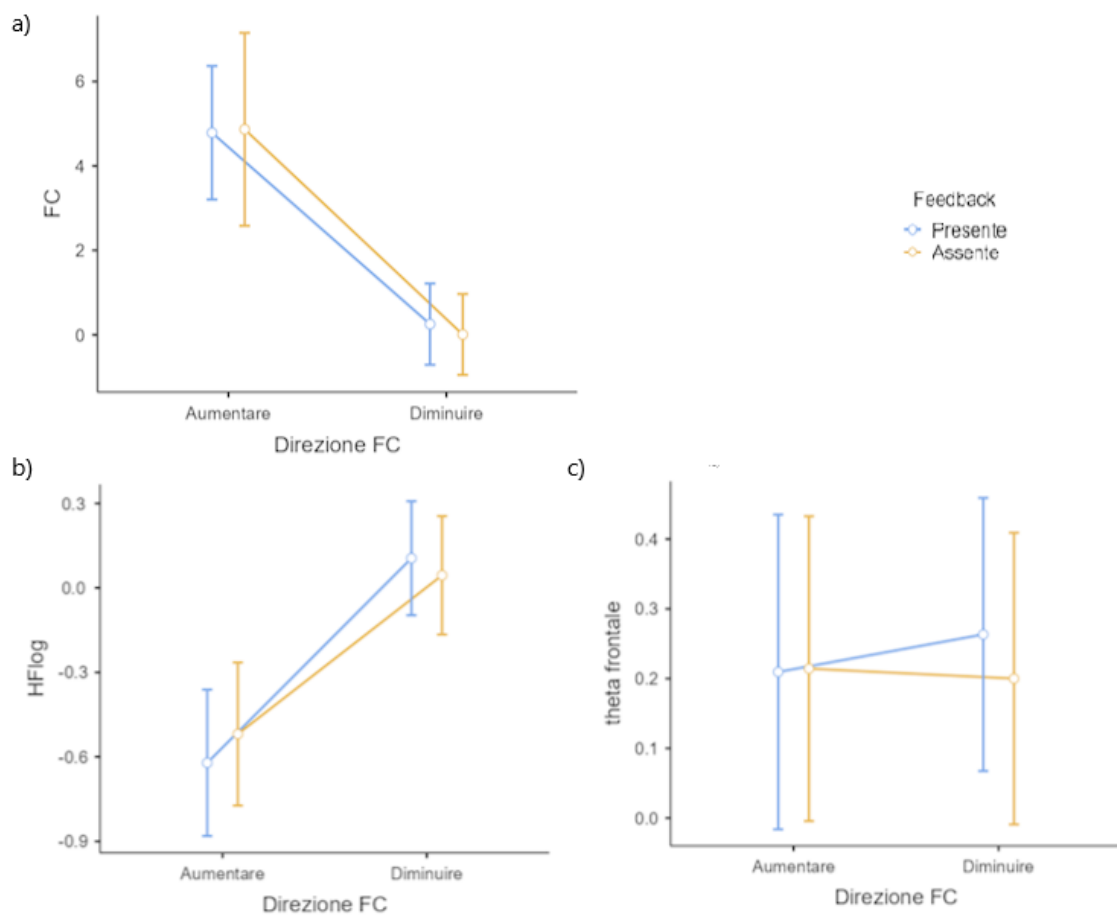 a)
6
4
2
0
FC
Aumentare Diminuire
Direzione FC
Feedback
Presente
Assente
b)
0.3
0.0
-0.3
-0.6
-0.9
HFlog
Aumentare Diminuire
Direzione FC
c)
0.4
0.3
0.2
0.1
0.0
theta frontale
Aumentare Diminuire
Direzione FC